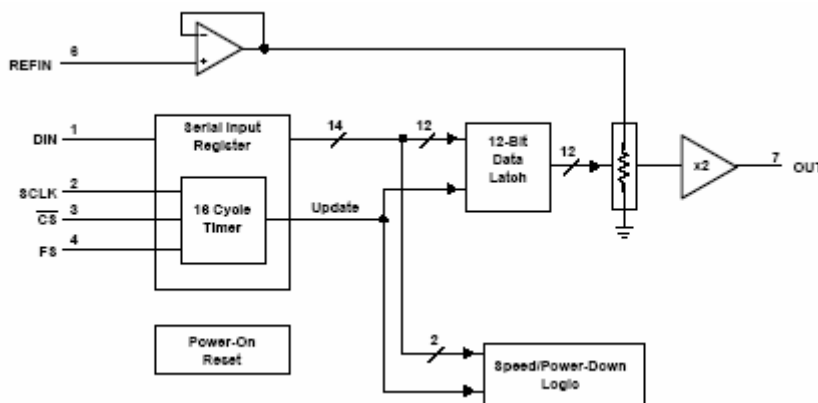 6
REFIN
-
+
DIN
1
Serial Input
Register
14
12
12-Bit
Data
Latch
12
x2
7
OUT
SCLK
2
CS
3
FS
4
16 Cycle
Timer
Update
Power-On
Reset
2
Speed/Power-Down
Logic